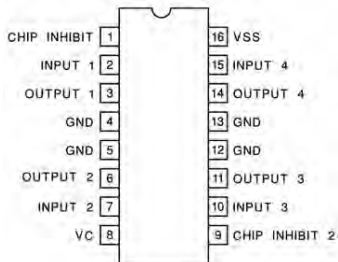 CHIP INHIBIT 1 16 VSS
INPUT 1 2 15 INPUT 4
OUTPUT 1 3 14 OUTPUT 4
GND 4 13 GND
GND 5 12 GND
OUTPUT 2 6 11 OUTPUT 3
INPUT 2 7 10 INPUT 3
VC 8 9 CHIP INHIBIT 2